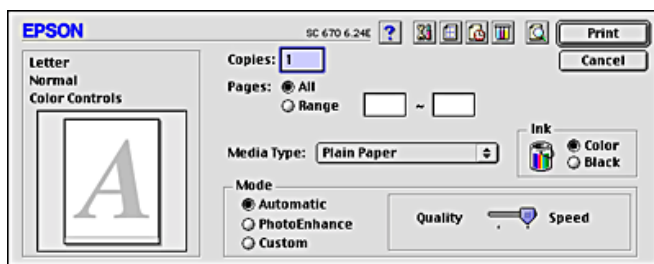 EPSON
SC 670 6.24E
?
Print
Cancel
Letter
Normal
Color Controls
A
Copies: 1
Pages: All
Range ~
Media Type: Plain Paper
Ink
Color
Black
Mode
Automatic
PhotoEnhance
Custom
Quality Speed